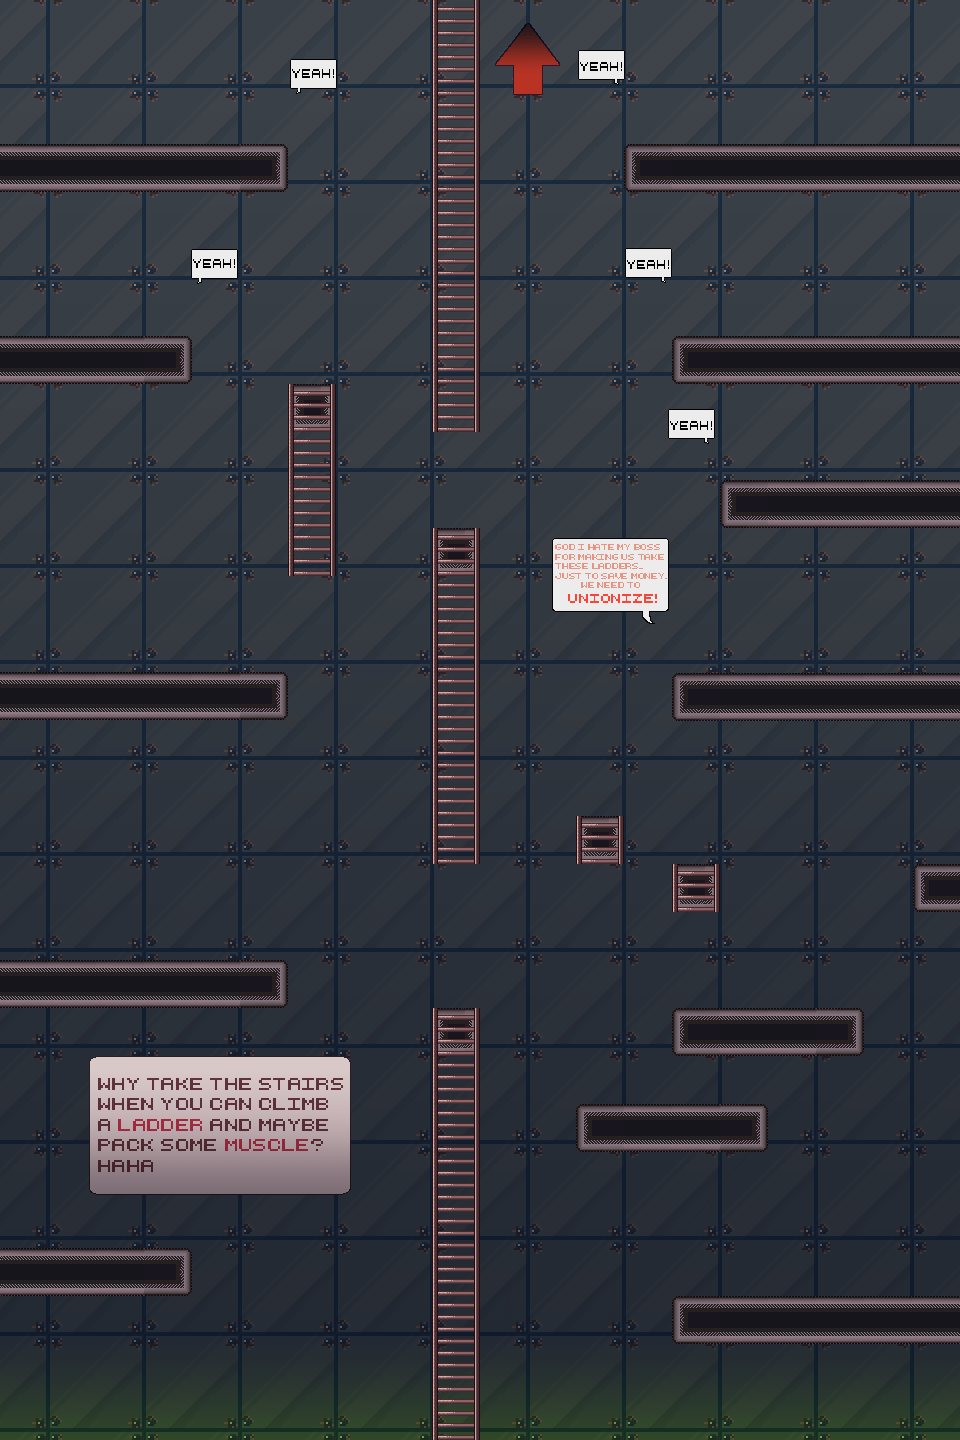 YEAH!
YEAH!
YEAH!
YEAH!
YEAH!
GOD I HATE MY BOSS
FOR MAKING US TAKE
THESE LADDERS..
JUST TO SAVE MONEY.
WE NEED TO
UNIONIZE!
WHY TAKE THE STAIRS
WHEN YOU CAN CLIMB
A LADDER AND MAYBE
PACK SOME MUSCLE?
HAHA